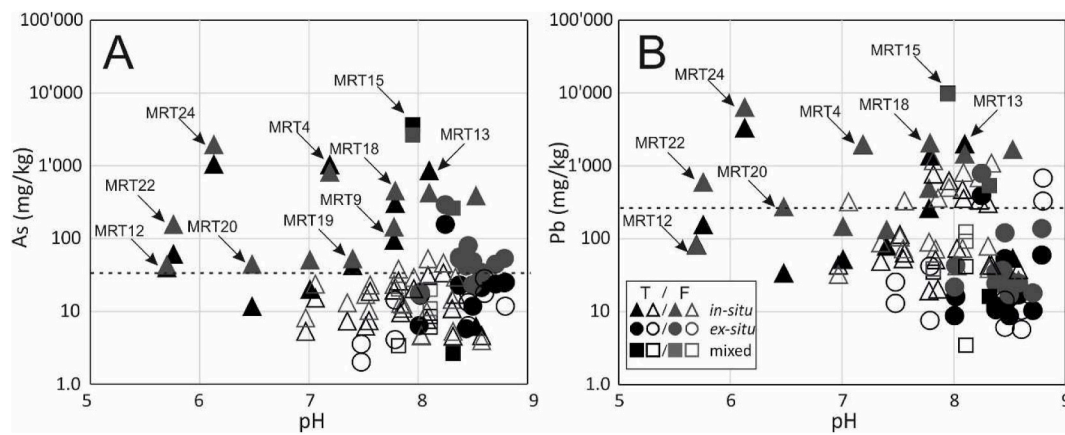 A
As (mg/kg)
100'000
10'000
1'000
100
10
1.0
MRT24
MRT22
MRT12
MRT20
MRT4
MRT19
MRT15
MRT18
MRT9
MRT13
5 6 7 8 9
pH
B
Pb (mg/kg)
100'000
10'000
1'000
100
10
1.0
MRT24
MRT22
MRT12
MRT20
MRT4
MRT15
MRT18
MRT13
T / F
/ / in-situ
/ / ex-situ
/ / mixed
5 6 7 8 9
pH